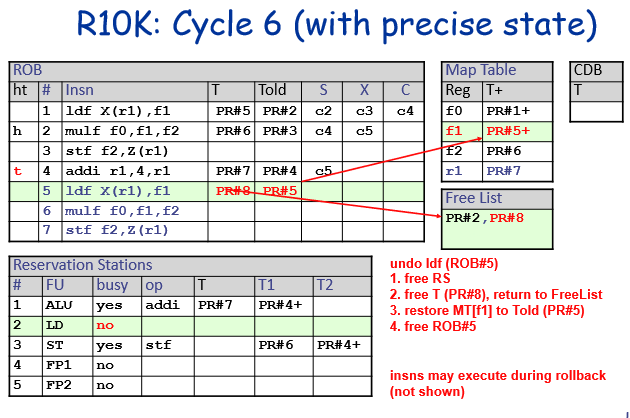 R10K: Cycle 6 (with precise state)
ROB
ht # Insn T Told S X C
1 ldf X(r1),f1 PR#5 PR#2 c2 c3 c4
h 2 mulf f0,f1,f2 PR#6 PR#3 c4 c5
3 stf f2,Z(r1)
t 4 addi r1,4,r1 PR#7 PR#4 c5
5 ldf X(r1),f1 PR#8 PR#5
6 mulf f0,f1,f2
7 stf f2,Z(r1)
Map Table
Reg T+
f0 PR#1+
f1 PR#5+
f2 PR#6
r1 PR#7
CDB
T
Free List
PR#2,PR#8
Reservation Stations
# FU busy op T T1 T2
1 ALU yes addi PR#7 PR#4+
2 LD no
3 ST yes stf PR#6 PR#4+
4 FP1 no
5 FP2 no
undo ldf (ROB#5)
1. free RS
2. free T (PR#8), return to FreeList
3. restore MT[f1] to Told (PR#5)
4. free ROB#5
insns may execute during rollback
(not shown)